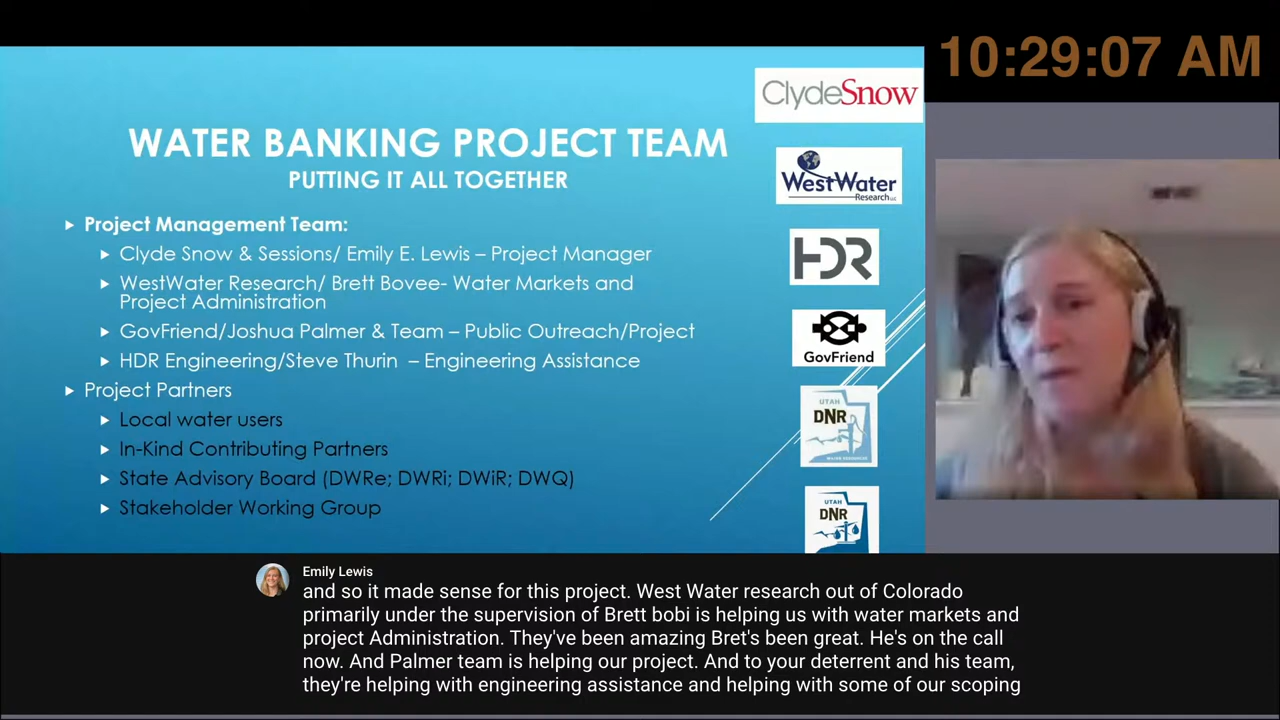 10:29:07 AM
ClydeSnow
WATER BANKING PROJECT TEAM
PUTTING IT ALL TOGETHER
WestWater
Research LLC
Project Management Team:
Clyde Snow & Sessions/ Emily E. Lewis – Project Manager
WestWater Research/ Brett Bovee- Water Markets and
Project Administration
GovFriend/Joshua Palmer & Team – Public Outreach/Project
HDR Engineering/Steve Thurin – Engineering Assistance
Project Partners
Local water users
In-Kind Contributing Partners
State Advisory Board (DWRe; DWRi; DWiR; DWQ)
Stakeholder Working Group
HDR
GovFriend
UTAH
DNR
WATER RESOURCES
UTAH
DNR
Emily Lewis
and so it made sense for this project. West Water research out of Colorado
primarily under the supervision of Brett bobi is helping us with water markets and
project Administration. They've been amazing Bret's been great. He's on the call
now. And Palmer team is helping our project. And to your deterrent and his team,
they're helping with engineering assistance and helping with some of our scoping